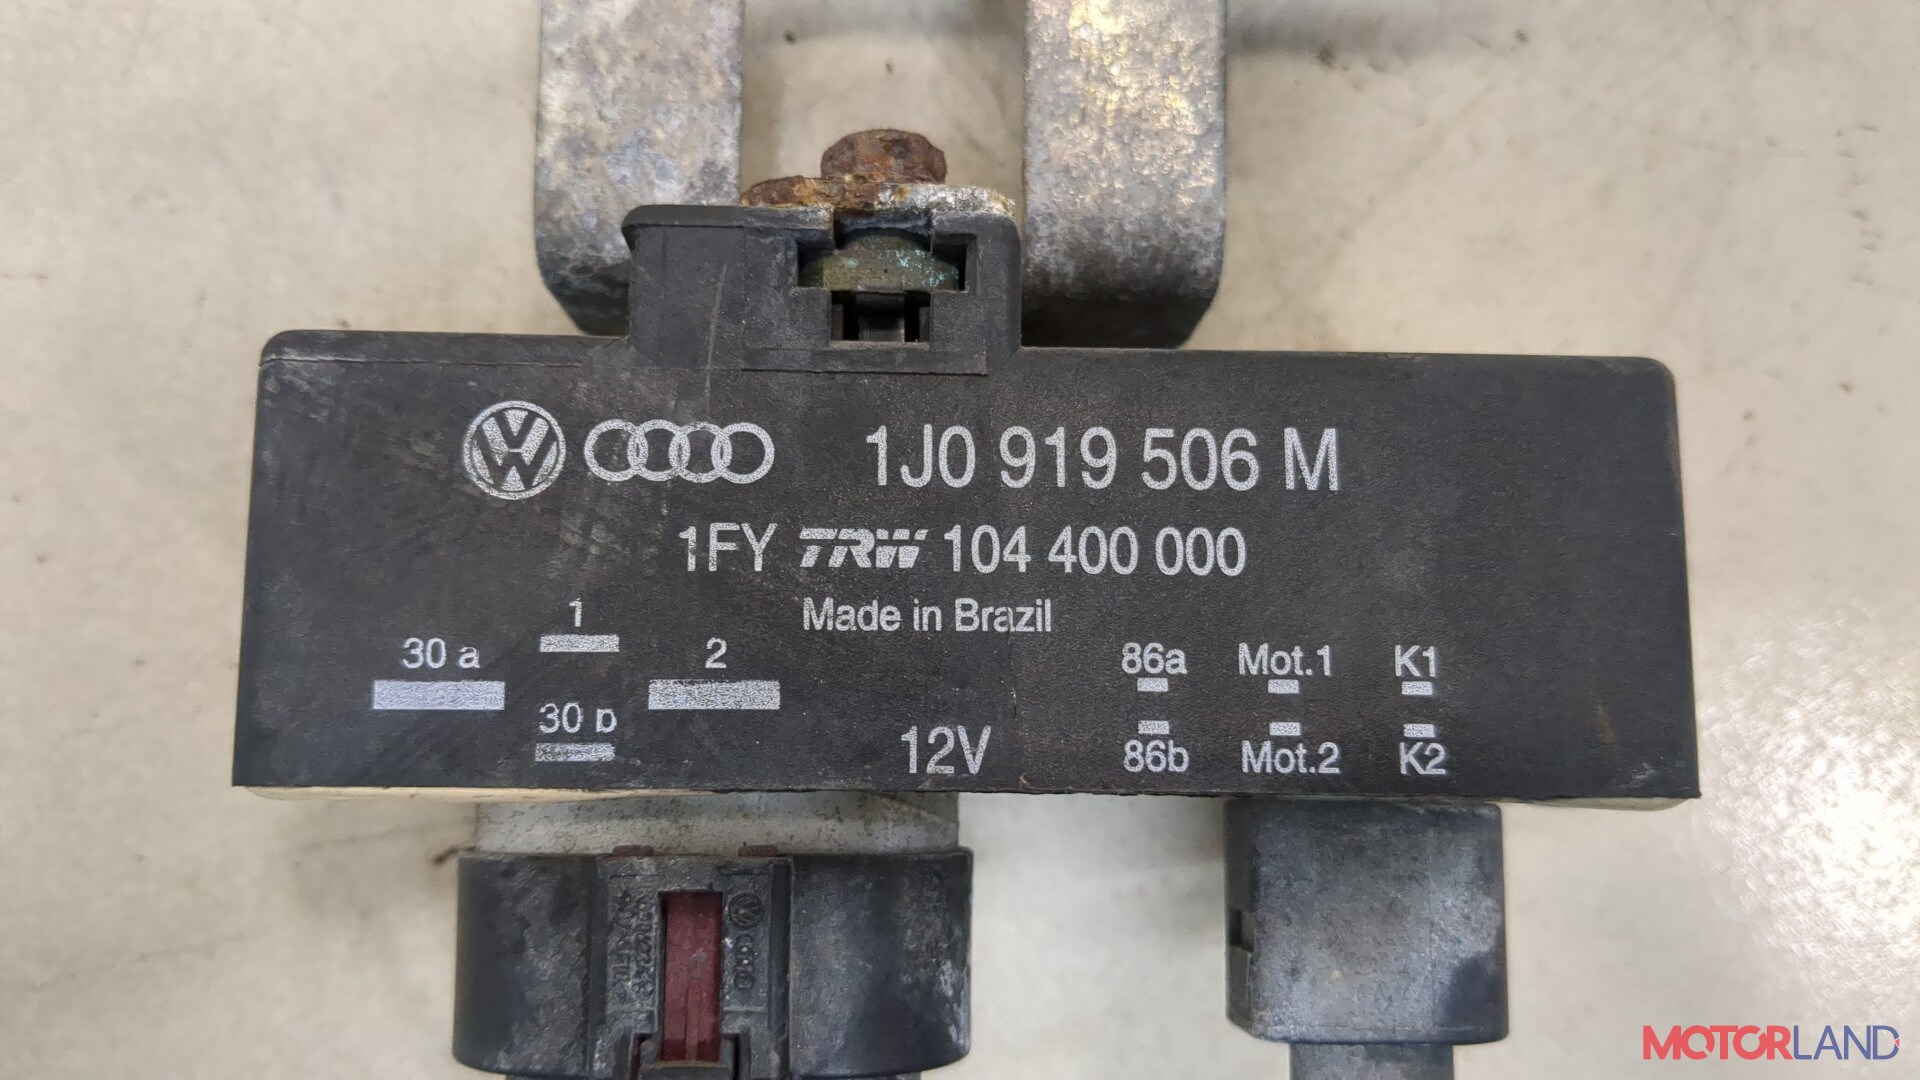 1J0 919 506 M
1FY TRW 104 400 000
Made in Brazil
30 a
1
2
30 b
12V
86a Mot.1 K1
86b Mot.2 K2
MOTORLAND